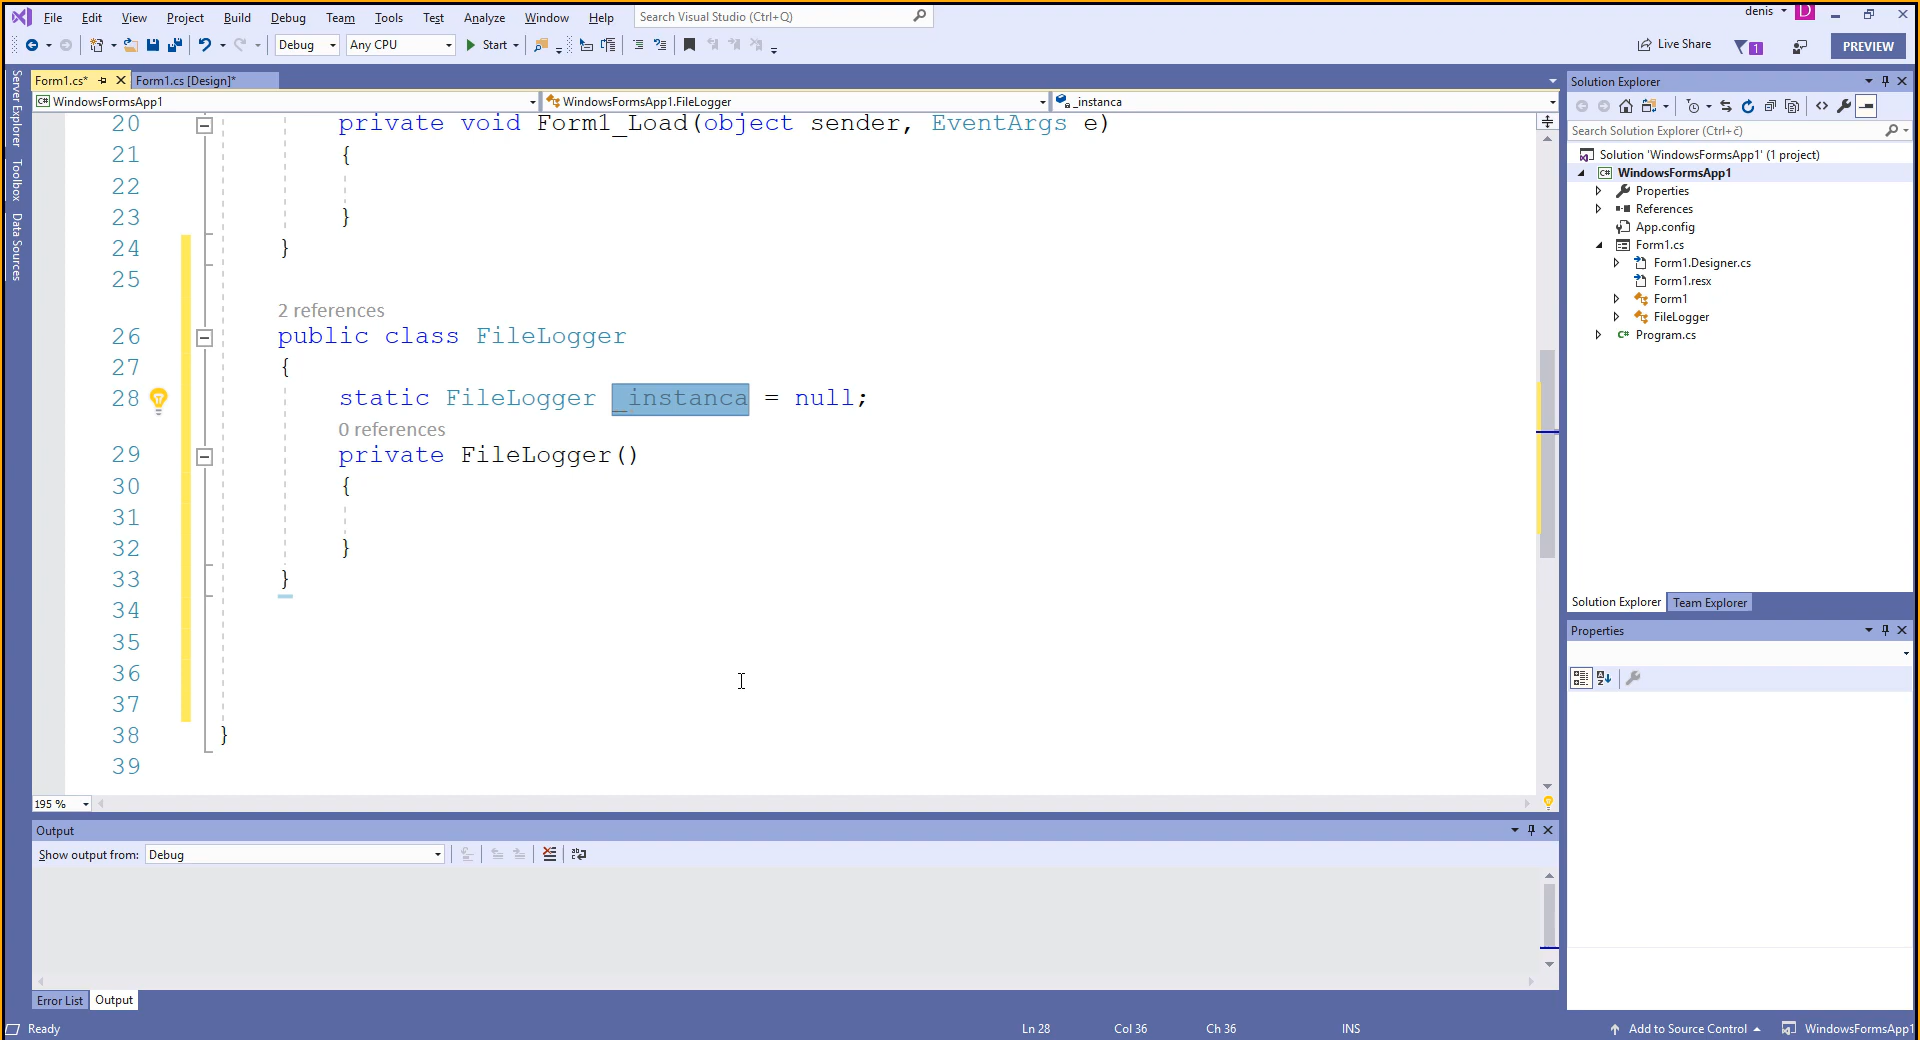 File Edit View Project Build Debug Team Tools Test Analyze Window Help Search Visual Studio (Ctrl+Q) denis D
Debug Any CPU Start Live Share 1 PREVIEW
Form1.cs* Form1.cs [Design]*
WindowsFormsApp1 WindowsFormsApp1.FileLogger _instanca
Server Explorer
Toolbox
Data Sources
20 private void Form1_Load(object sender, EventArgs e)
21 {
22
23 }
24 }
25
2 references
26 public class FileLogger
27 {
28 static FileLogger _instanca = null;
0 references
29 private FileLogger()
30 {
31
32 }
33 }
34
35
36
37
38 }
39
195 %
Output
Show output from: Debug
Error List Output
Solution Explorer
Search Solution Explorer (Ctrl+č)
Solution 'WindowsFormsApp1' (1 project)
WindowsFormsApp1
Properties
References
App.config
Form1.cs
Form1.Designer.cs
Form1.resx
Form1
FileLogger
Program.cs
Solution Explorer Team Explorer
Properties
Ready Ln 28 Col 36 Ch 36 INS Add to Source Control WindowsFormsApp1